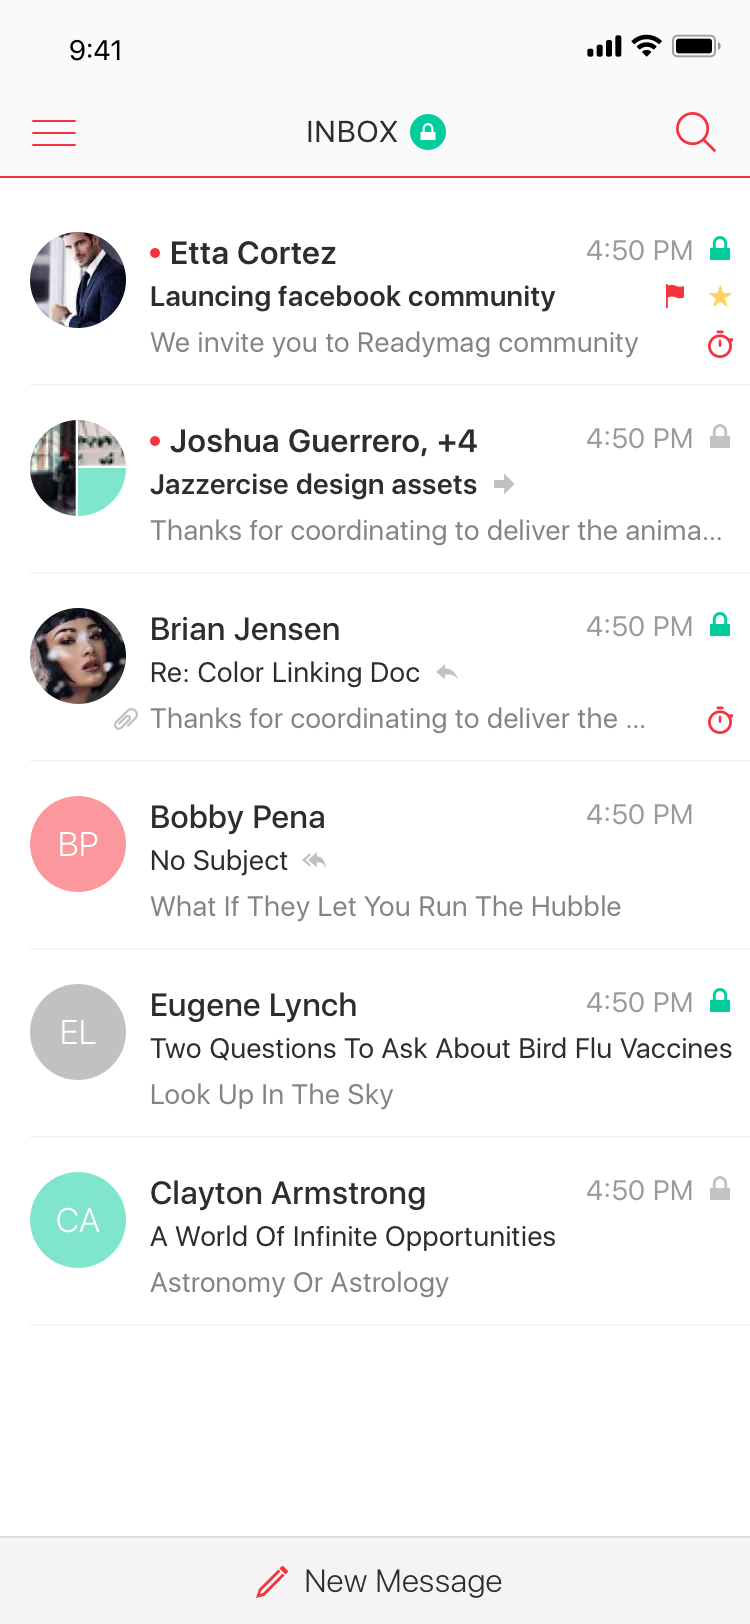 9:41
INBOX
Etta Cortez 4:50 PM
Launcing facebook community
We invite you to Readymag community
Joshua Guerrero, +4 4:50 PM
Jazzercise design assets
Thanks for coordinating to deliver the anima...
Brian Jensen 4:50 PM
Re: Color Linking Doc
Thanks for coordinating to deliver the ...
BP
Bobby Pena 4:50 PM
No Subject
What If They Let You Run The Hubble
EL
Eugene Lynch 4:50 PM
Two Questions To Ask About Bird Flu Vaccines
Look Up In The Sky
CA
Clayton Armstrong 4:50 PM
A World Of Infinite Opportunities
Astronomy Or Astrology
New Message